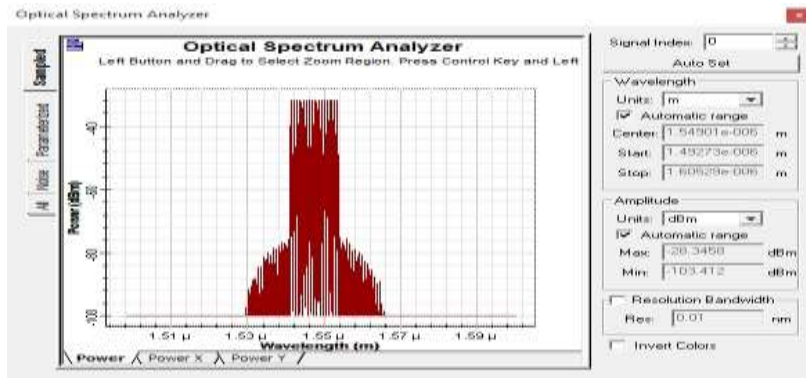 Optical Spectrum Analyzer
Optical Spectrum Analyzer
Left Button and Drag to Select Zoom Region. Press Control Key and Left
Sampled
Parameterized
Noise
All
Power (dBm)
-40
-60
-80
-100
1.51 µ 1.53 µ 1.55 µ 1.57 µ 1.59 µ
Wavelength (m)
Power Power X Power Y
Signal Index: 0
Auto Set
Wavelength
Units: m
Automatic range
Center: 1.54901e-006 m
Start: 1.49273e-006 m
Stop: 1.60529e-006 m
Amplitude
Units: dBm
Automatic range
Max: -28.3458 dBm
Min: -103.412 dBm
Resolution Bandwidth
Res: 0.01 nm
Invert Colors